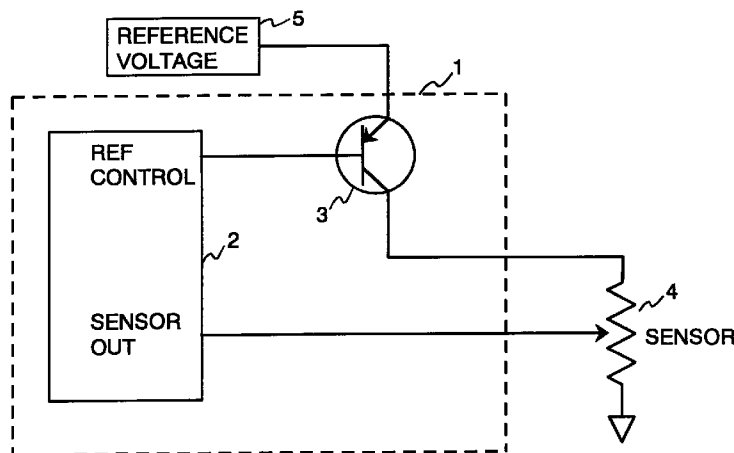 REFERENCE
VOLTAGE
5
1
REF
CONTROL
3
2
4
SENSOR
OUT
SENSOR